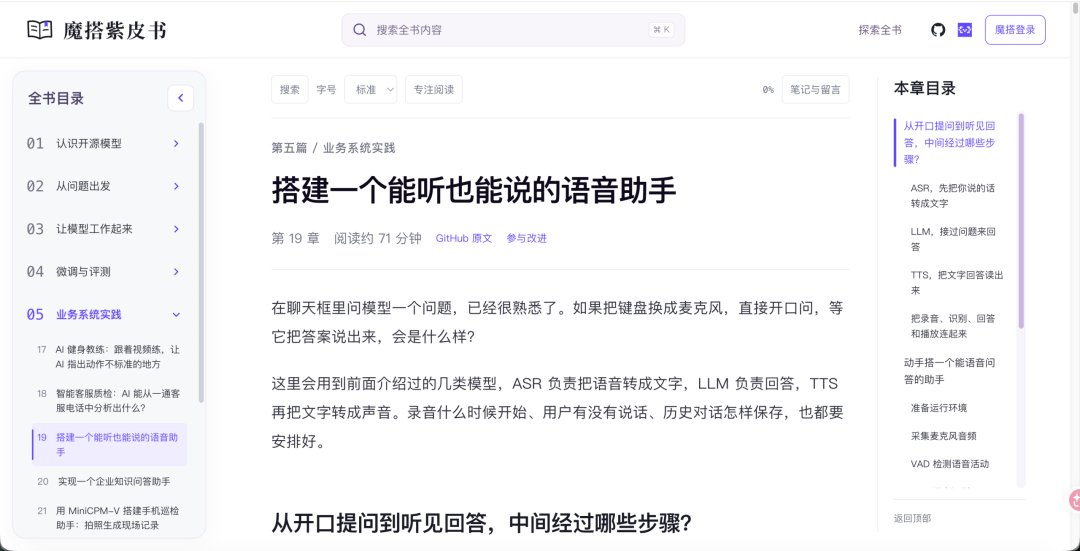 魔搭紫皮书
搜索全书内容
⌘ K
探索全书
魔搭登录
全书目录
01 认识开源模型
02 从问题出发
03 让模型工作起来
04 微调与评测
05 业务系统实践
17 AI 健身教练：跟着视频练，让
AI 指出动作不标准的地方
18 智能客服质检：AI 能从一通客
服电话中分析出什么？
19 搭建一个能听也能说的语音助
手
20 实现一个企业知识问答助手
21 用 MiniCPM-V 搭建手机巡检
助手：拍照生成现场记录
搜索 字号 标准 专注阅读
0% 笔记与留言
第五篇 / 业务系统实践
搭建一个能听也能说的语音助手
第 19 章 阅读约 71 分钟 GitHub 原文 参与改进
在聊天框里问模型一个问题，已经很熟悉了。如果把键盘换成麦克风，直接开口问，等
它把答案说出来，会是什么样？
这里会用到前面介绍过的几类模型，ASR 负责把语音转成文字，LLM 负责回答，TTS
再把文字转成声音。录音什么时候开始、用户有没有说话、历史对话怎样保存，也都要
安排好。
从开口提问到听见回答，中间经过哪些步骤？
本章目录
从开口提问到听见回
答，中间经过哪些步
骤？
ASR，先把你说的话
转成文字
LLM，接过问题来回
答
TTS，把文字回答读出
来
把录音、识别、回答
和播放连起来
动手搭一个能语音问
答的助手
准备运行环境
采集麦克风音频
VAD 检测语音活动
返回顶部